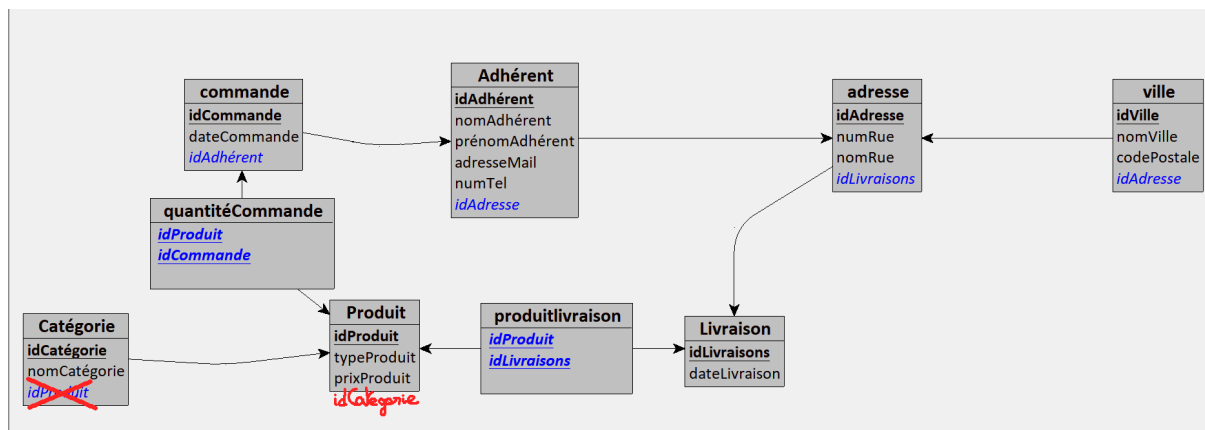 commande
idCommande
dateCommande
idAdhérent
Adhérent
idAdhérent
nomAdhérent
prénomAdhérent
adresseMail
numTel
idAdresse
adresse
idAdresse
numRue
nomRue
idLivraisons
ville
idVille
nomVille
codePostale
idAdresse
quantitéCommande
idProduit
idCommande
Catégorie
idCatégorie
nomCatégorie
idProduit
Produit
idProduit
typeProduit
prixProduit
idCategorie
produitlivraison
idProduit
idLivraisons
Livraison
idLivraisons
dateLivraison